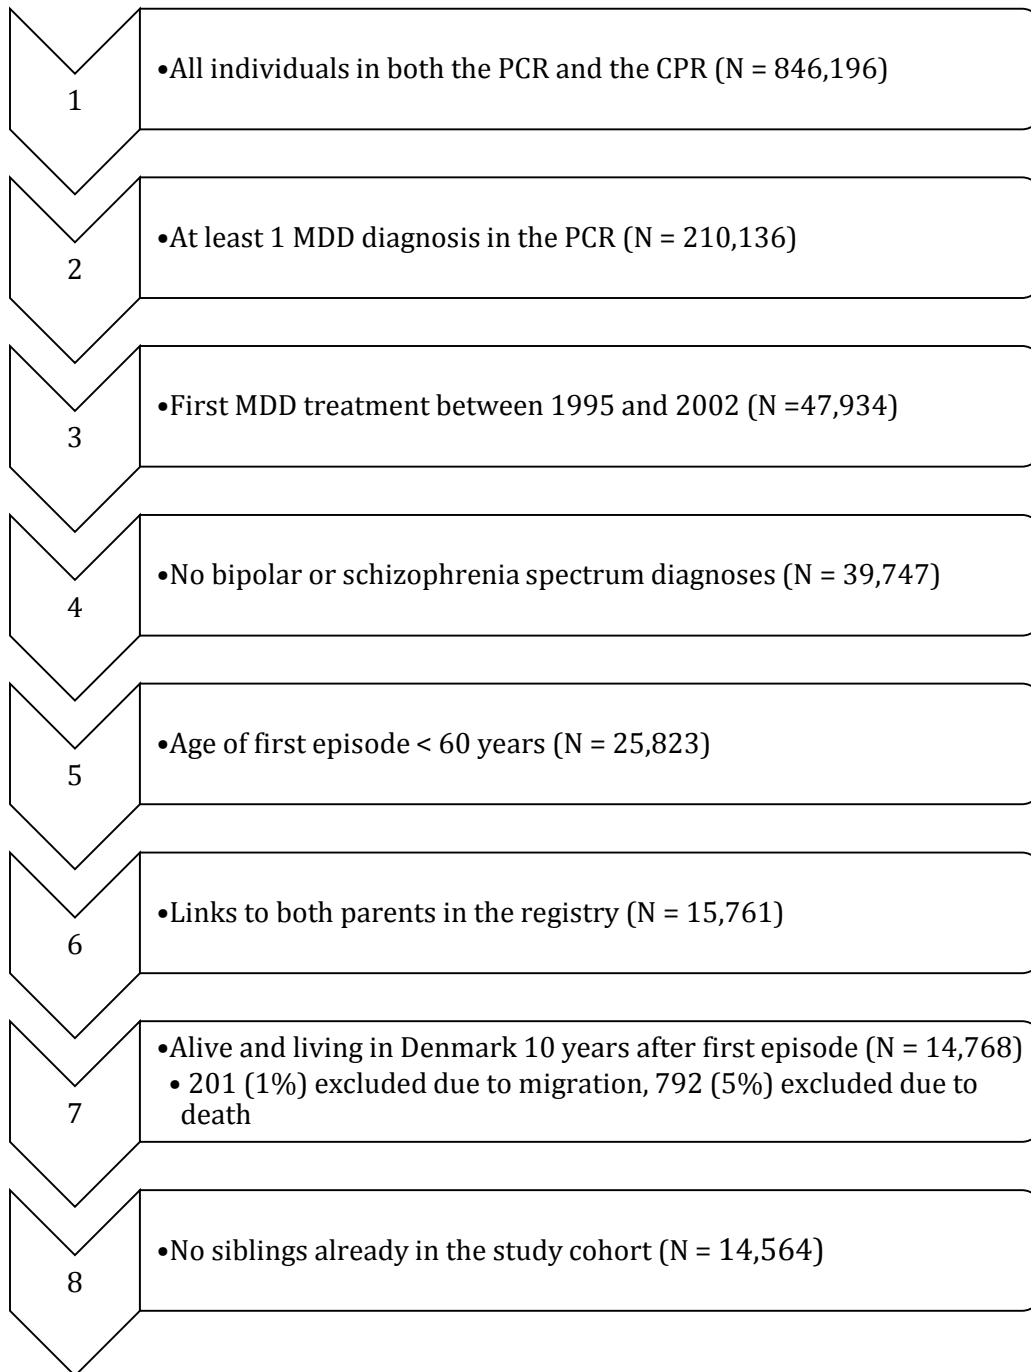 1
•All individuals in both the PCR and the CPR (N = 846,196)
2
•At least 1 MDD diagnosis in the PCR (N = 210,136)
3
•First MDD treatment between 1995 and 2002 (N =47,934)
4
•No bipolar or schizophrenia spectrum diagnoses (N = 39,747)
5
•Age of first episode < 60 years (N = 25,823)
6
•Links to both parents in the registry (N = 15,761)
7
•Alive and living in Denmark 10 years after first episode (N = 14,768)
• 201 (1%) excluded due to migration, 792 (5%) excluded due to
death
8
•No siblings already in the study cohort (N = 14,564)